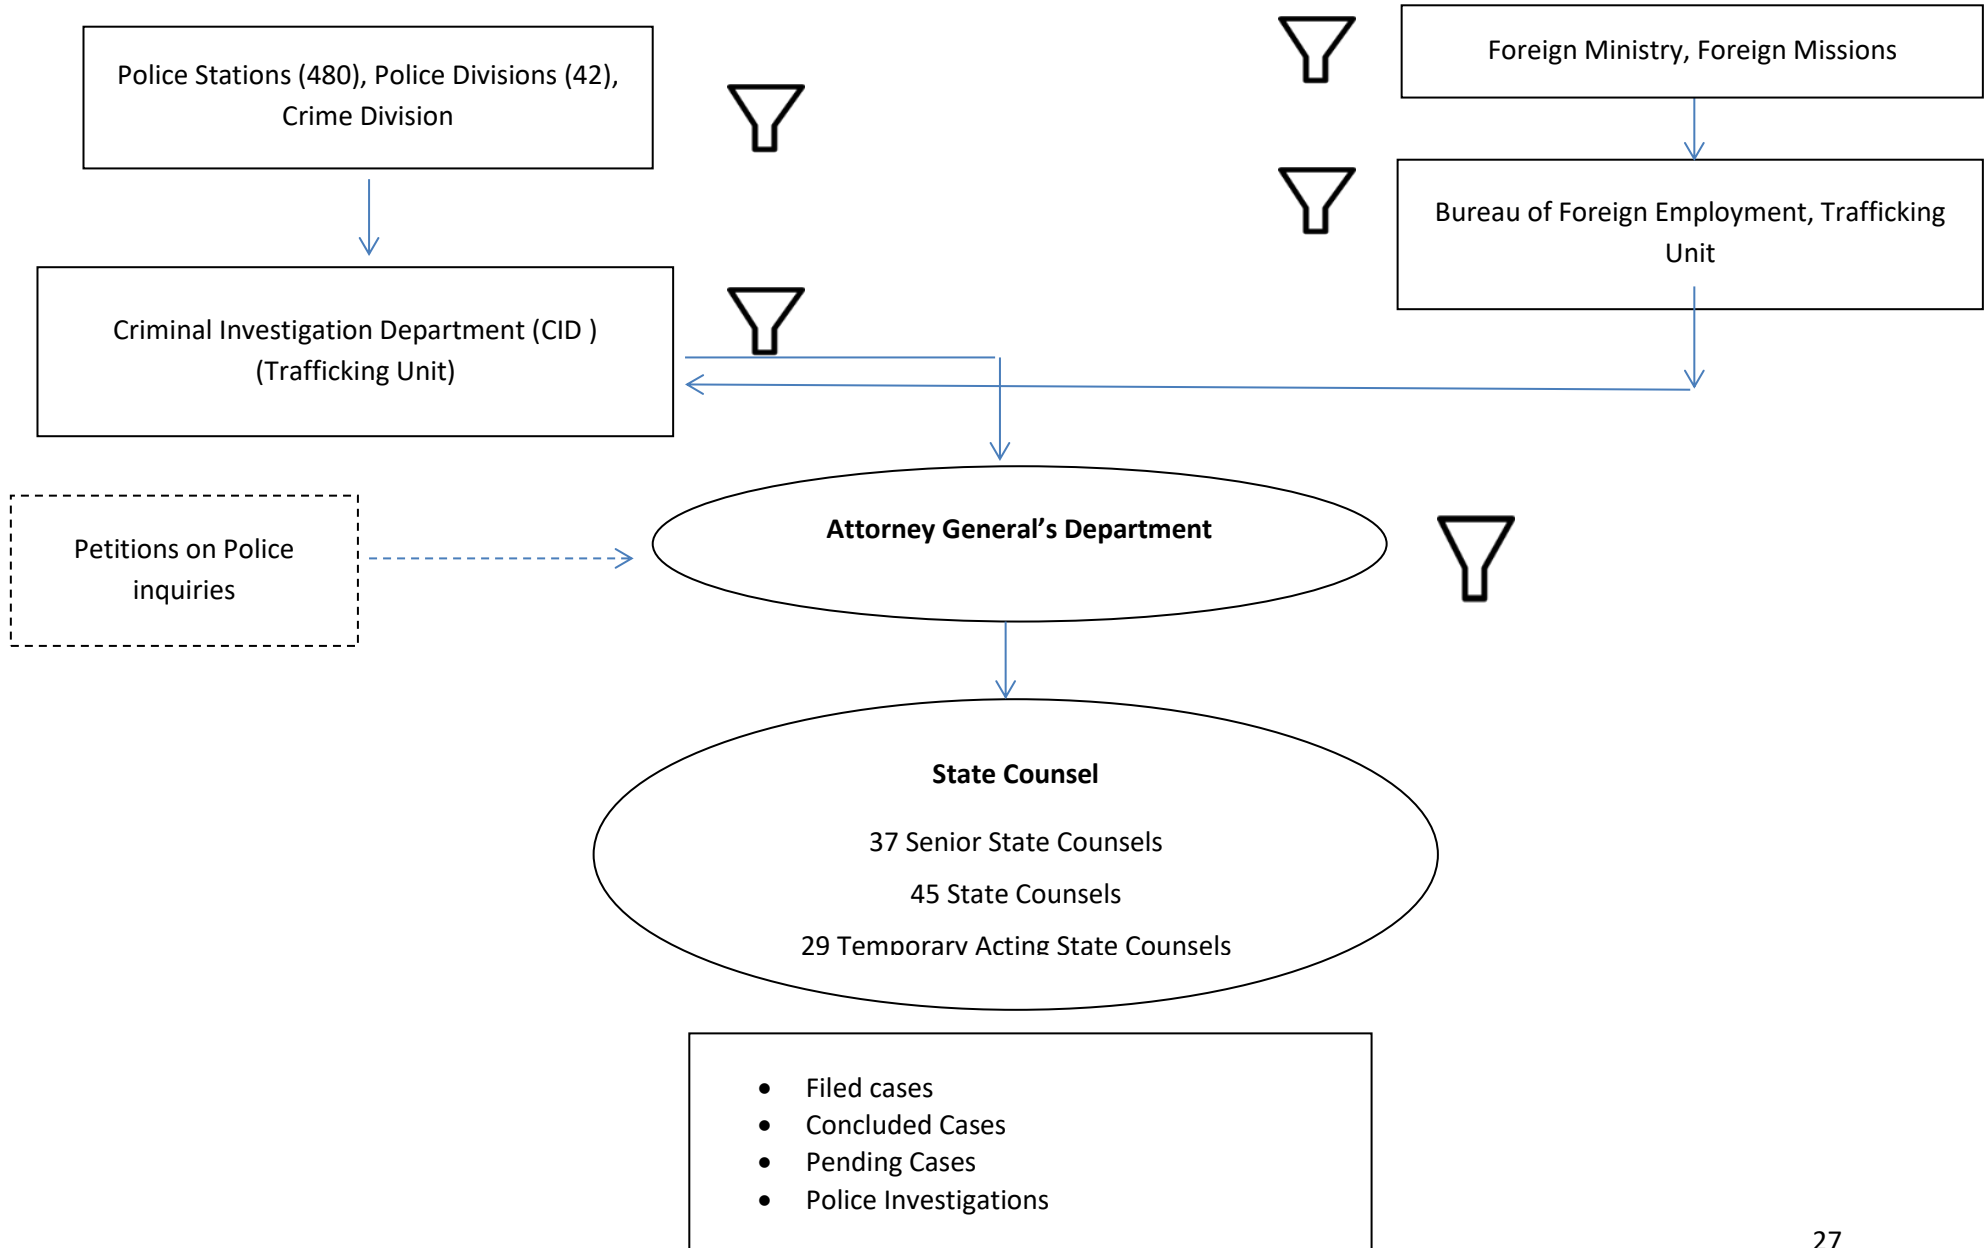 Police Stations (480), Police Divisions (42),
Crime Division
Foreign Ministry, Foreign Missions
Bureau of Foreign Employment, Trafficking
Unit
Criminal Investigation Department (CID )
(Trafficking Unit)
Attorney General’s Department
Petitions on Police
inquiries
State Counsel
37 Senior State Counsels
45 State Counsels
29 Temporary Acting State Counsels
• Filed cases
• Concluded Cases
• Pending Cases
• Police Investigations
27